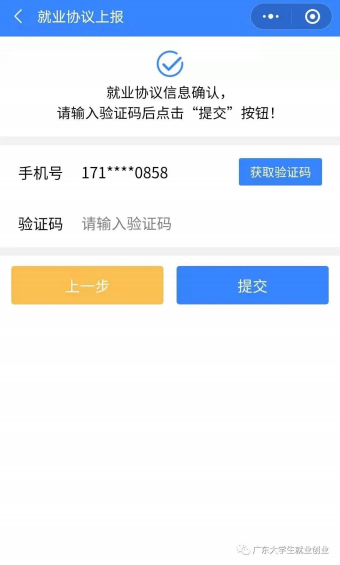 就业协议上报
就业协议信息确认，
请输入验证码后点击“提交”按钮！
手机号 171****0858 获取验证码
验证码 请输入验证码
上一步 提交
广东大学生就业创业